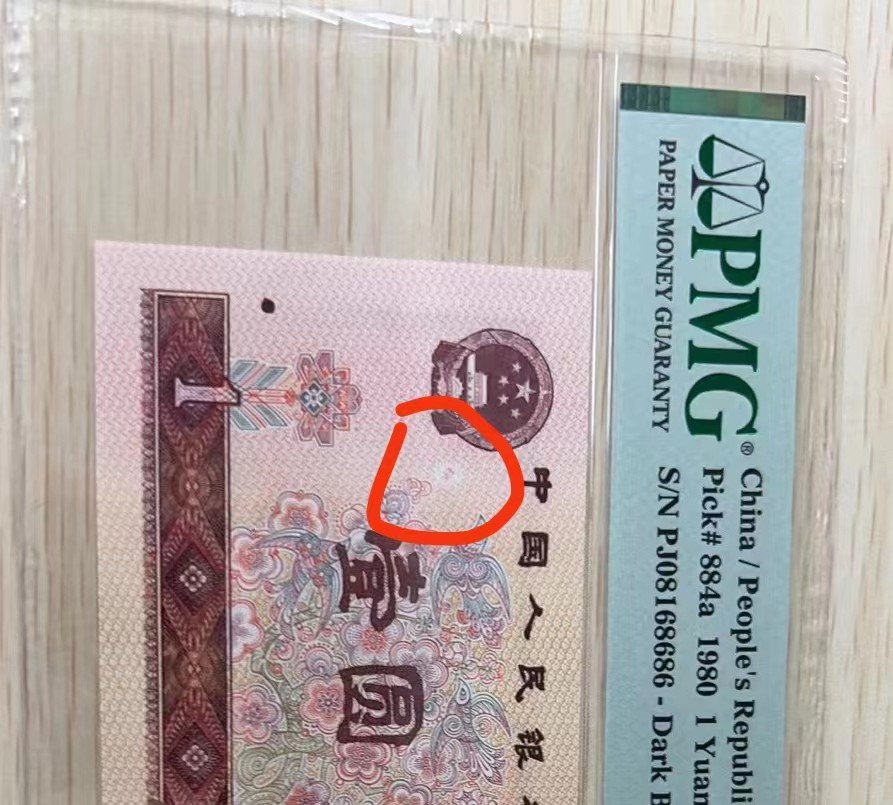 PMG®
PAPER MONEY GUARANTY
China / People's Republi
Pick# 884a 1980 1 Yuan
S/N PJ08168686 - Dark B
中国人民银
壹圆
1